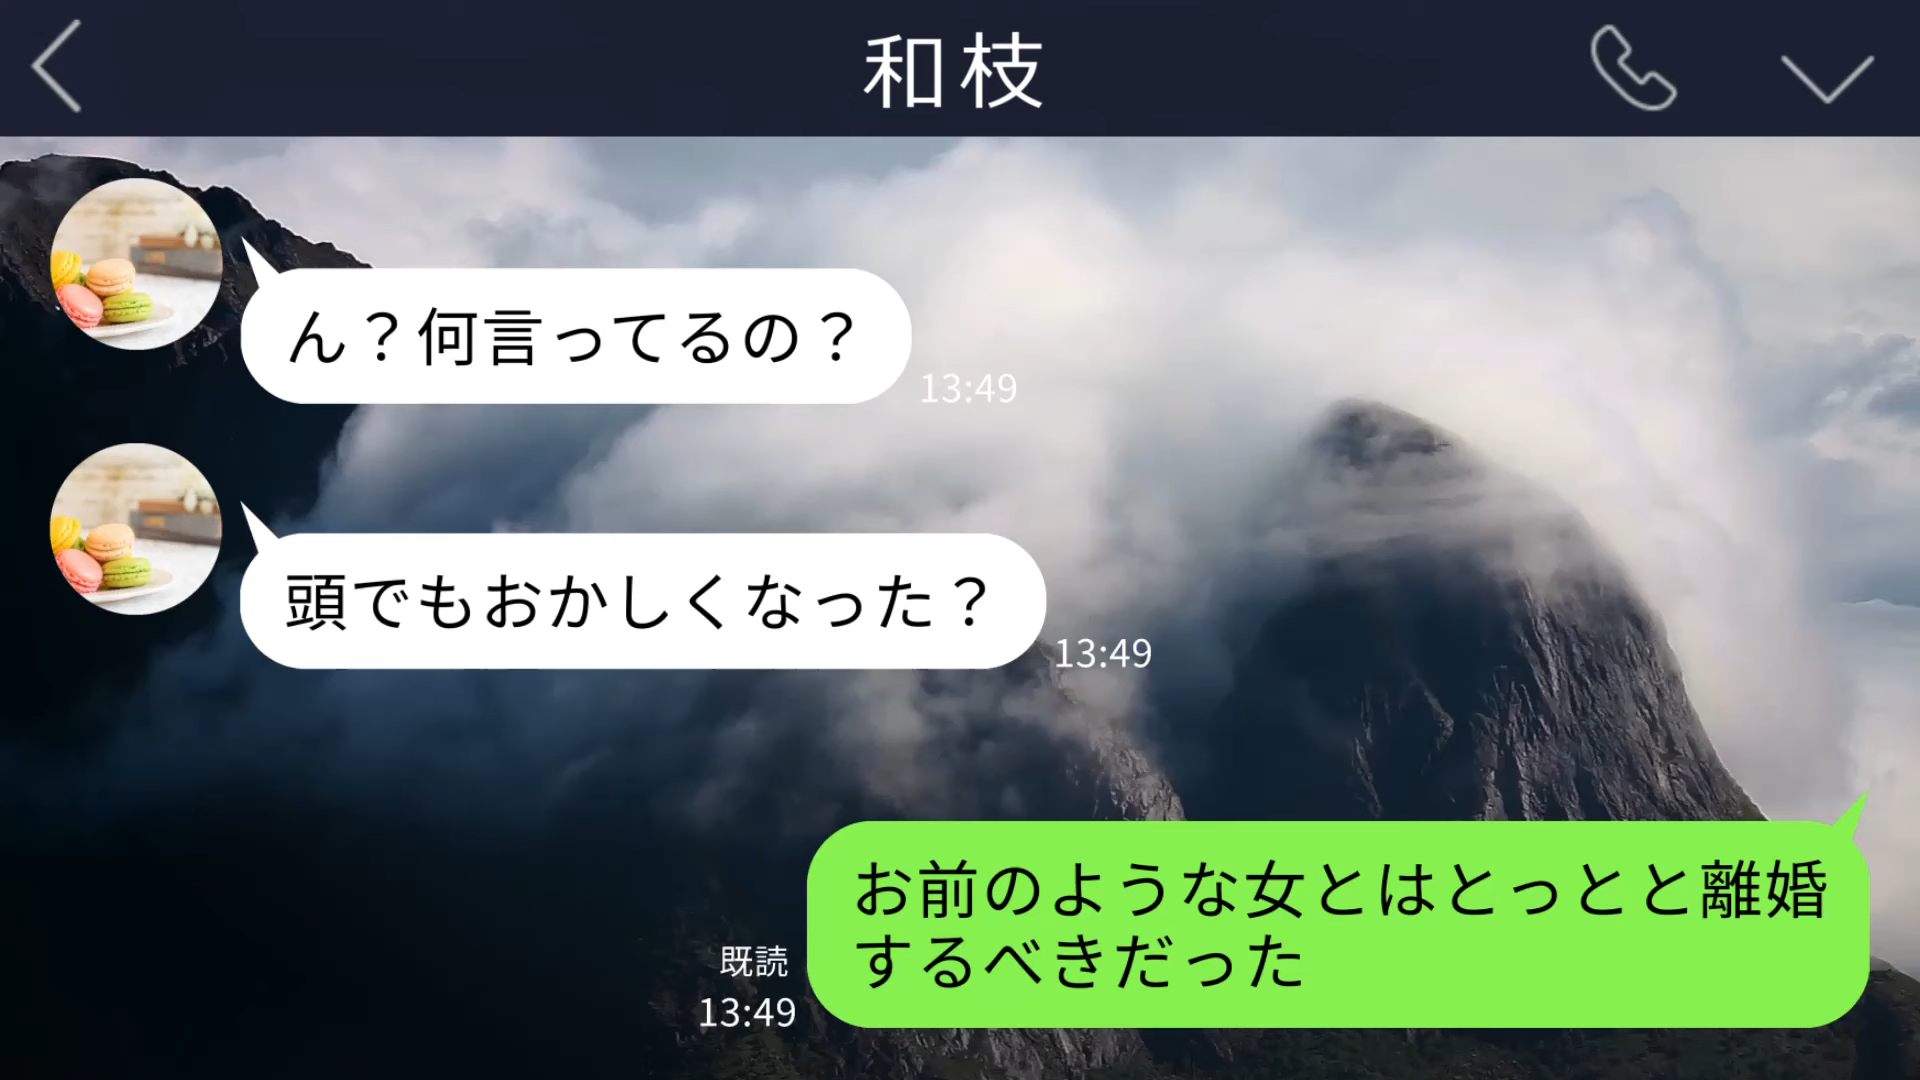 和枝
ん？何言ってるの？
13:49
頭でもおかしくなった？
13:49
お前のような女とはとっとと離婚
するべきだった
既読
13:49